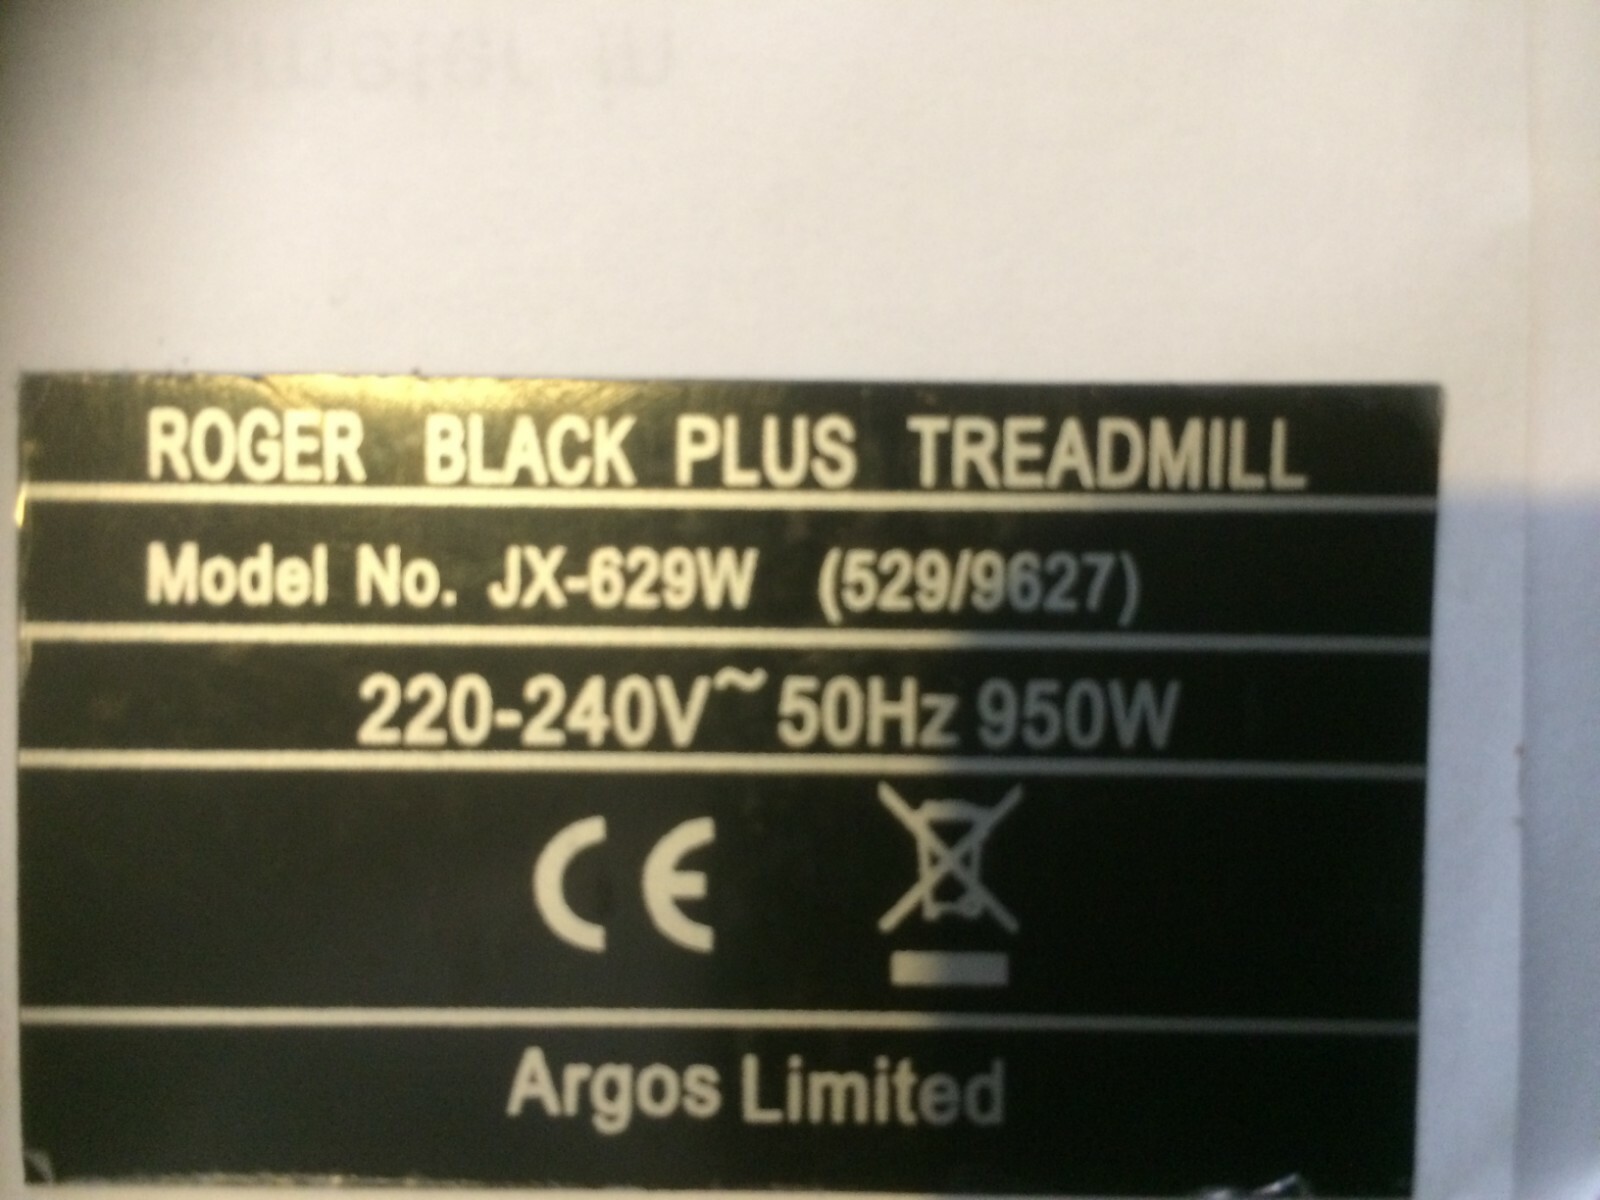 ROGER BLACK PLUS TREADMILL
Model No. JX-629W (529/9627)
220-240V~50Hz 950W
CE
Argos Limited